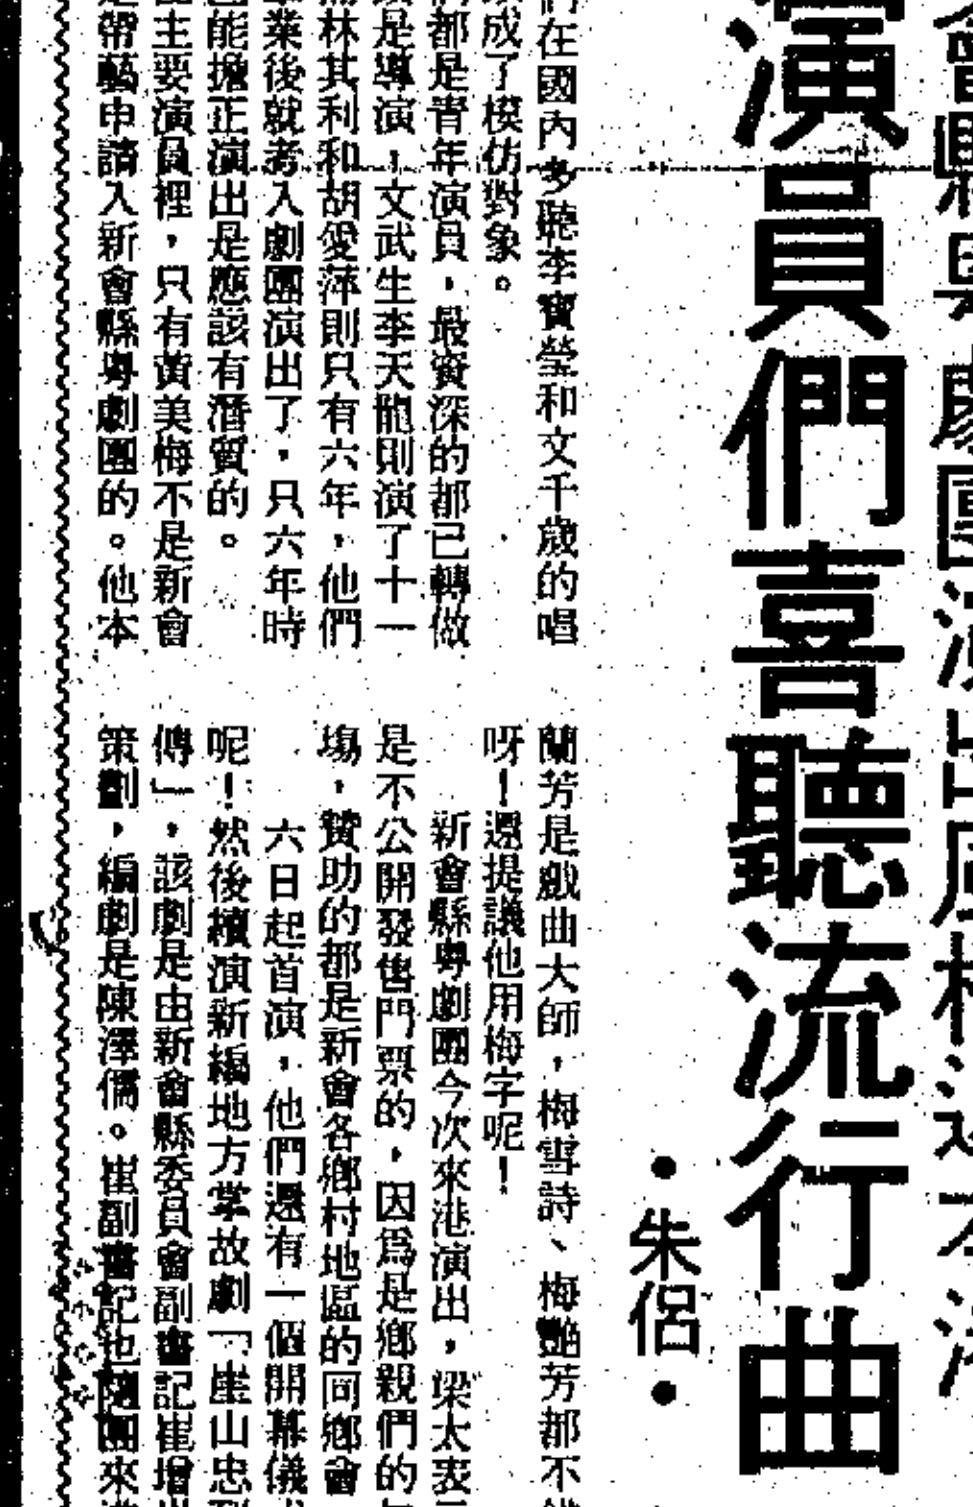 演員們喜聽流行曲
・朱侶・
們在國內多聽李寶瑩和文千歲的唱
成了模仿對象。
都是青年演員，最資深的都已轉做
是導演，文武生李天龍則演了十一
林其利和胡愛萍則只有六年，他們
業後就考入劇團演出了，只六年時
能擔正演出是應該有潛質的。
主要演員裡，只有黃美梅不是新會
帶藝申請入新會縣粵劇團的。他本
蘭芳是戲曲大師，梅雪詩、梅艷芳都不
呀！還提議他用梅字呢！
新會縣粵劇團今次來港演出，梁太表
是不公開發售門票的，因為是鄉親們的
場，贊助的都是新會各鄉村地區的同鄉會
六日起首演，他們還有一個開幕儀
呢！然後續演新編地方掌故劇「崖山忠烈
傳」，該劇是由新會縣委員會副書記崔增
策劃，編劇是陳澤儒。崔副書記也隨團來